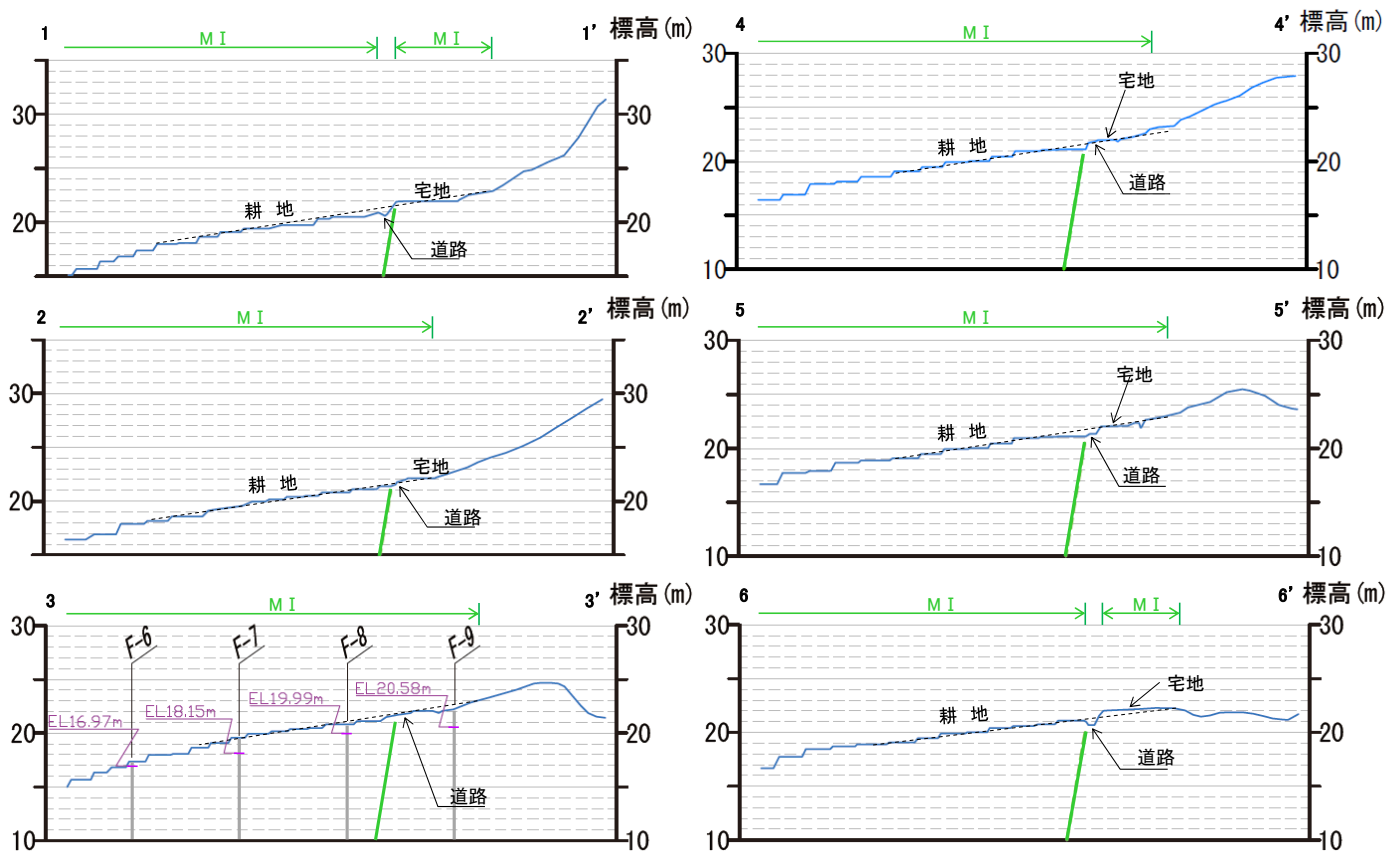 1
ＭⅠ
ＭⅠ
1’ 標高(m)
30
20
30
20
耕 地
宅地
道路
2
ＭⅠ
2’ 標高(m)
30
20
30
20
耕 地
宅地
道路
3
ＭⅠ
3’ 標高(m)
30
20
10
30
20
10
F-6
F-7
F-8
F-9
EL16.97m
EL18.15m
EL19.99m
EL20.58m
道路
4
ＭⅠ
4’ 標高(m)
30
20
10
30
20
10
宅地
耕 地
道路
5
ＭⅠ
5’ 標高(m)
30
20
10
30
20
10
宅地
耕 地
道路
6
ＭⅠ
ＭⅠ
6’ 標高(m)
30
20
10
30
20
10
宅地
耕 地
道路